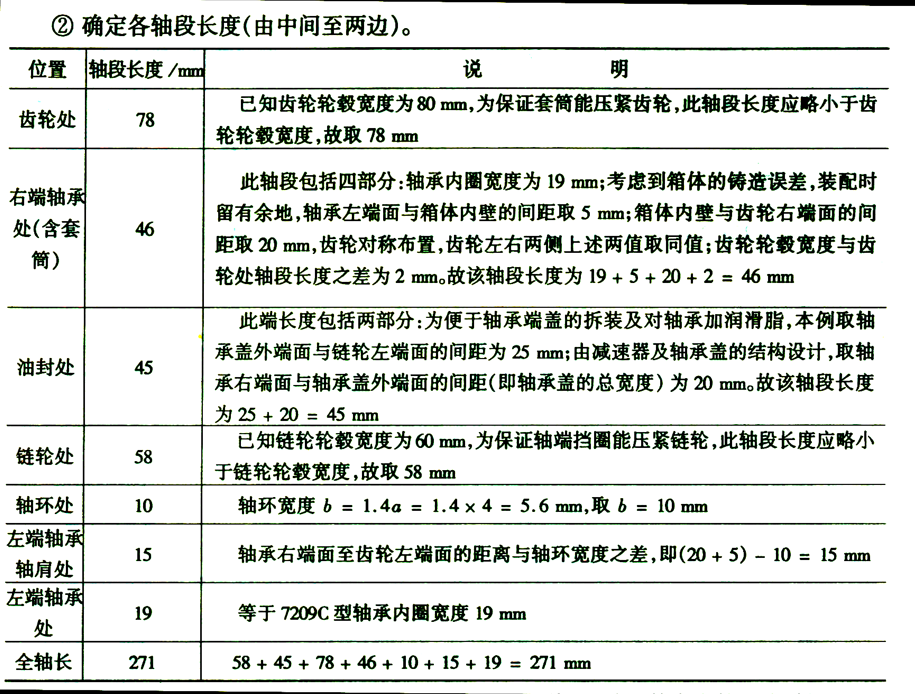 ② 确定各轴段长度(由中间至两边)。
位置 轴段长度/mm 说 明
齿轮处 78 已知齿轮轮毂宽度为80 mm,为保证套筒能压紧齿轮,此轴段长度应略小于齿
轮轮毂宽度,故取78 mm
右端轴承
处(含套
筒)
46
此轴段包括四部分:轴承内圈宽度为 19 mm;考虑到箱体的铸造误差,装配时
留有余地,轴承左端面与箱体内壁的间距取 5 mm;箱体内壁与齿轮右端面的间
距取 20 mm,齿轮对称布置,齿轮左右两侧上述两值取同值;齿轮轮毂宽度与齿
轮处轴段长度之差为 2 mm。故该轴段长度为 19 + 5 + 20 + 2 = 46 mm
油封处 45
此端长度包括两部分:为便于轴承端盖的拆装及对轴承加润滑脂,本例取轴
承盖外端面与链轮左端面的间距为 25 mm;由减速器及轴承盖的结构设计,取轴
承右端面与轴承盖外端面的间距(即轴承盖的总宽度) 为 20 mm。故该轴段长度
为 25 + 20 = 45 mm
链轮处 58
已知链轮轮毂宽度为60 mm,为保证轴端挡圈能压紧链轮,此轴段长度应略小
于链轮轮毂宽度,故取58 mm
轴环处 10 轴环宽度 b = 1.4a = 1.4 × 4 = 5.6 mm,取 b = 10 mm
左端轴承
轴肩处
15 轴承右端面至齿轮左端面的距离与轴环宽度之差,即(20 + 5) - 10 = 15 mm
左端轴承
处
19 等于 7209C 型轴承内圈宽度 19 mm
全轴长 271 58 + 45 + 78 + 46 + 10 + 15 + 19 = 271 mm